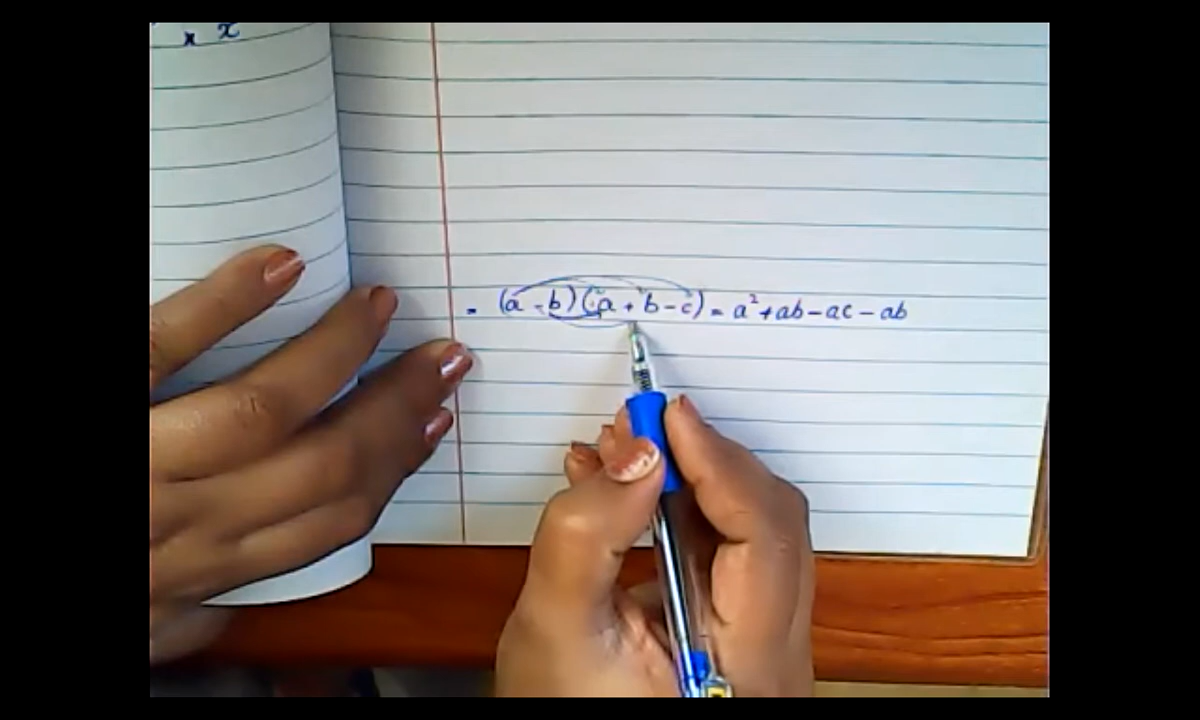 x x
= (a - b)(a + b - c) = a² + ab - ac - ab